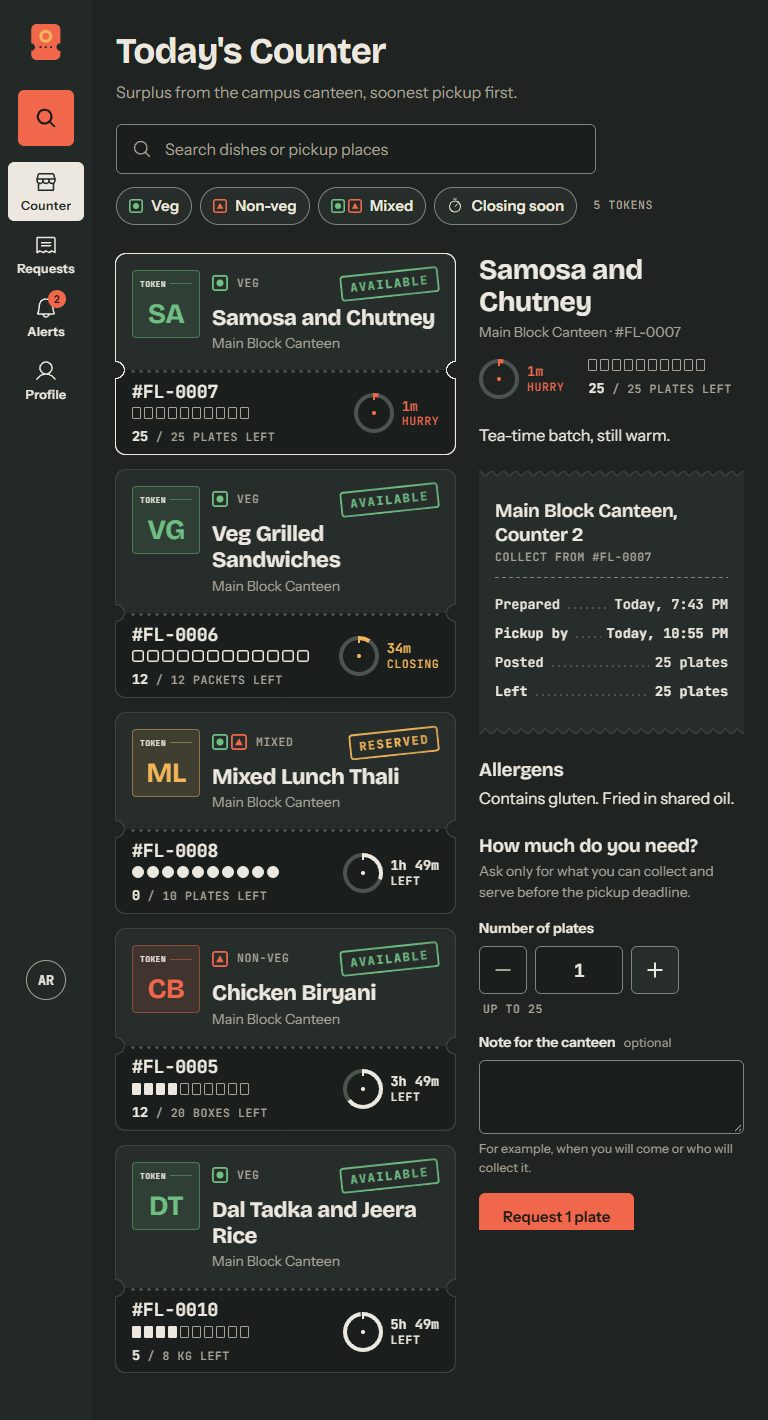 Today's Counter
Surplus from the campus canteen, soonest pickup first.
Search dishes or pickup places
Veg
Non-veg
Mixed
Closing soon
5 TOKENS
Counter
Requests
2
Alerts
Profile
AR
TOKEN
SA
VEG
AVAILABLE
Samosa and Chutney
Main Block Canteen
#FL-0007
25 / 25 PLATES LEFT
1m
HURRY
TOKEN
VG
VEG
AVAILABLE
Veg Grilled
Sandwiches
Main Block Canteen
#FL-0006
12 / 12 PACKETS LEFT
34m
CLOSING
TOKEN
ML
MIXED
RESERVED
Mixed Lunch Thali
Main Block Canteen
#FL-0008
0 / 10 PLATES LEFT
1h 49m
LEFT
TOKEN
CB
NON-VEG
AVAILABLE
Chicken Biryani
Main Block Canteen
#FL-0005
12 / 20 BOXES LEFT
3h 49m
LEFT
TOKEN
DT
VEG
AVAILABLE
Dal Tadka and Jeera
Rice
Main Block Canteen
#FL-0010
5 / 8 KG LEFT
5h 49m
LEFT
Samosa and
Chutney
Main Block Canteen · #FL-0007
1m
HURRY
25 / 25 PLATES LEFT
Tea-time batch, still warm.
Main Block Canteen,
Counter 2
COLLECT FROM #FL-0007
Prepared ...... Today, 7:43 PM
Pickup by .... Today, 10:55 PM
Posted ............. 25 plates
Left ............... 25 plates
Allergens
Contains gluten. Fried in shared oil.
How much do you need?
Ask only for what you can collect and
serve before the pickup deadline.
Number of plates
− 1 +
UP TO 25
Note for the canteen optional
For example, when you will come or who will
collect it.
Request 1 plate